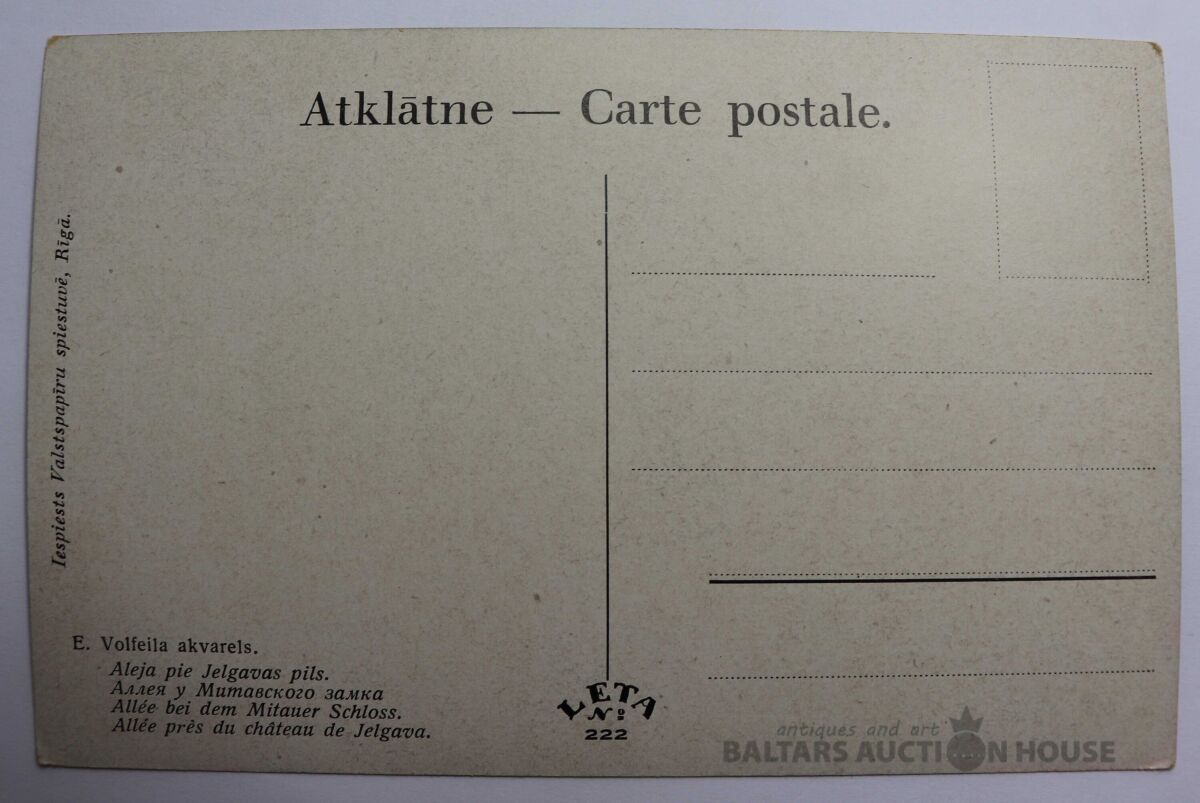 Atklātne — Carte postale.
Iespiests Valstspapīru spiestuvē, Rīgā.
E. Volfeila akvarels.
Aleja pie Jelgavas pils.
Аллея у Митавского замка
Allée bei dem Mitauer Schloss.
Allée près du château de Jelgava.
LETA
№
222
antiques and art
BALTARS AUCTION HOUSE